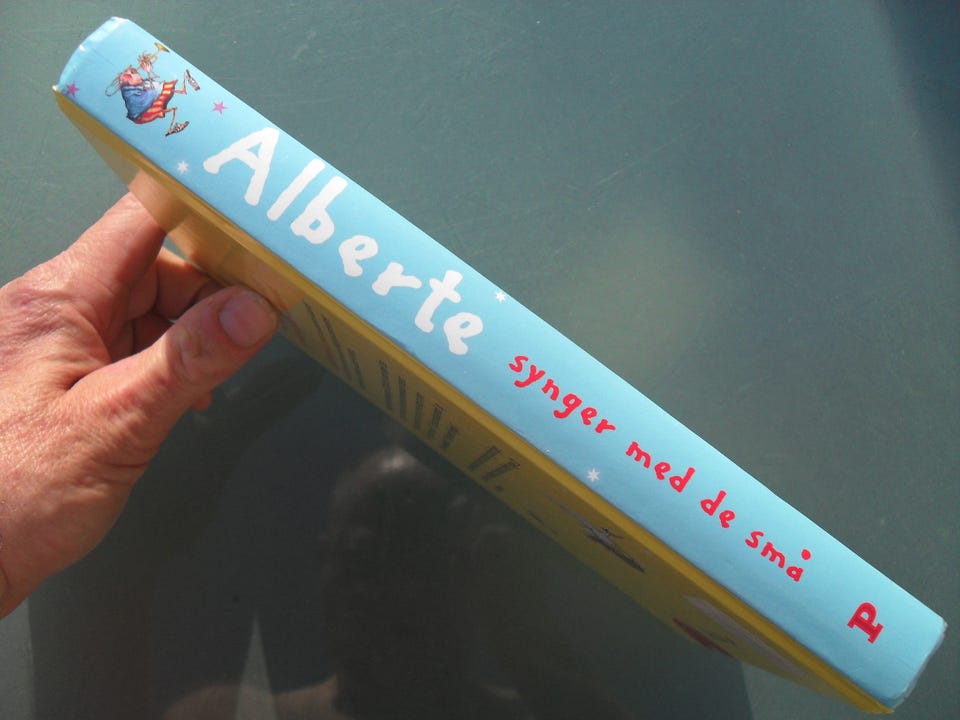 Alberte synger med de små
P